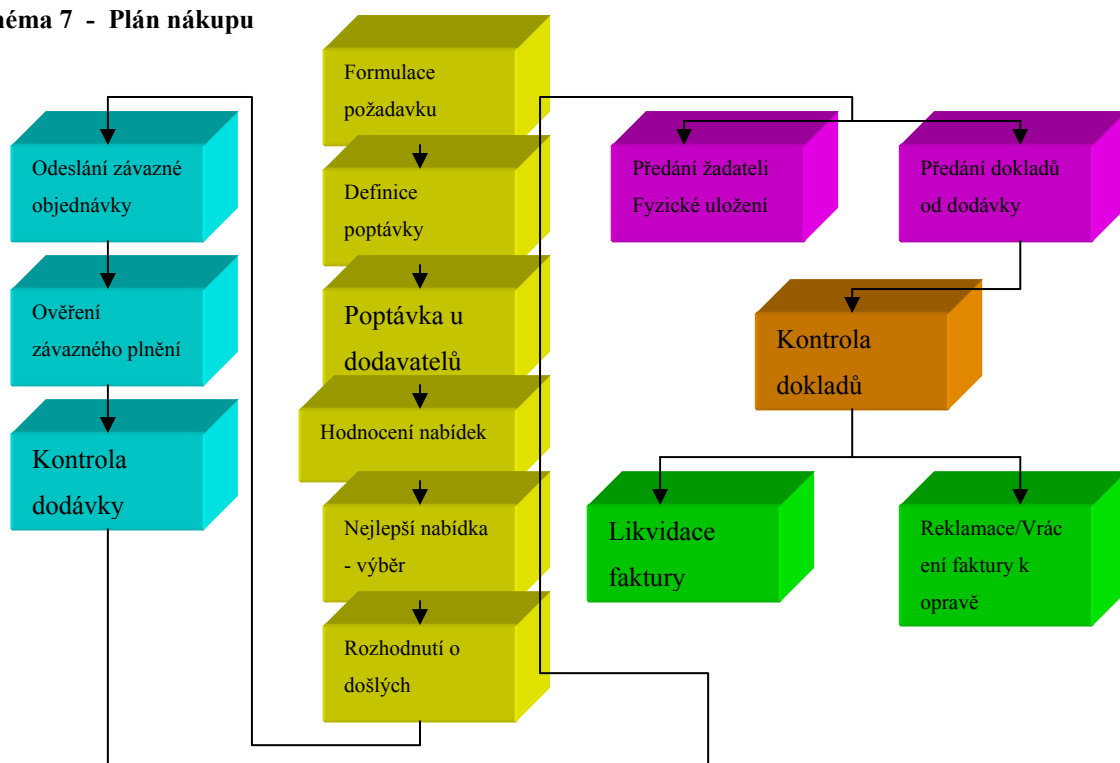 néma 7 - Plán nákupu
Odeslání závazné
objednávky
Ověření
závazného plnění
Kontrola
dodávky
Formulace
požadavku
Definice
poptávky
Poptávka u
dodavatelů
Hodnocení nabídek
Nejlepší nabídka
- výběr
Rozhodnutí o
došlých
Předání žadateli
Fyzické uložení
Předání dokladů
od dodávky
Kontrola
dokladů
Likvidace
faktury
Reklamace/Vrác
ení faktury k
opravě